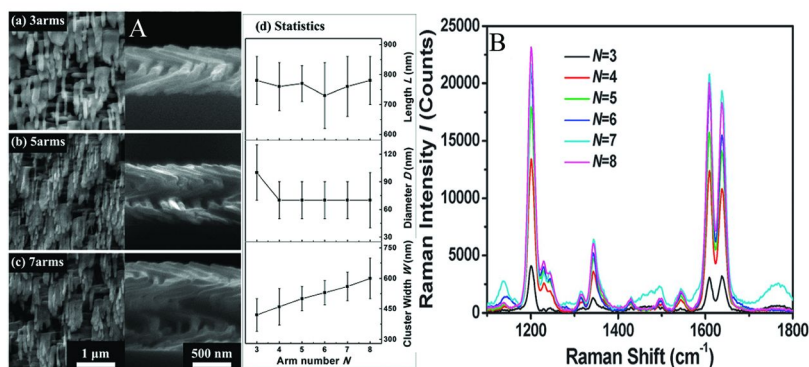 (a) 3arms
A
(b) 5arms
(c) 7arms
1 μm
500 nm
(d) Statistics
900
800
700
600
Length L (nm)
120
90
60
30
Diameter D (nm)
750
600
450
300
Cluster Width W (nm)
3 4 5 6 7 8
Arm number N
B
25000
20000
15000
10000
5000
0
Raman Intensity I (Counts)
N=3
N=4
N=5
N=6
N=7
N=8
1200 1400 1600 1800
Raman Shift (cm⁻¹)